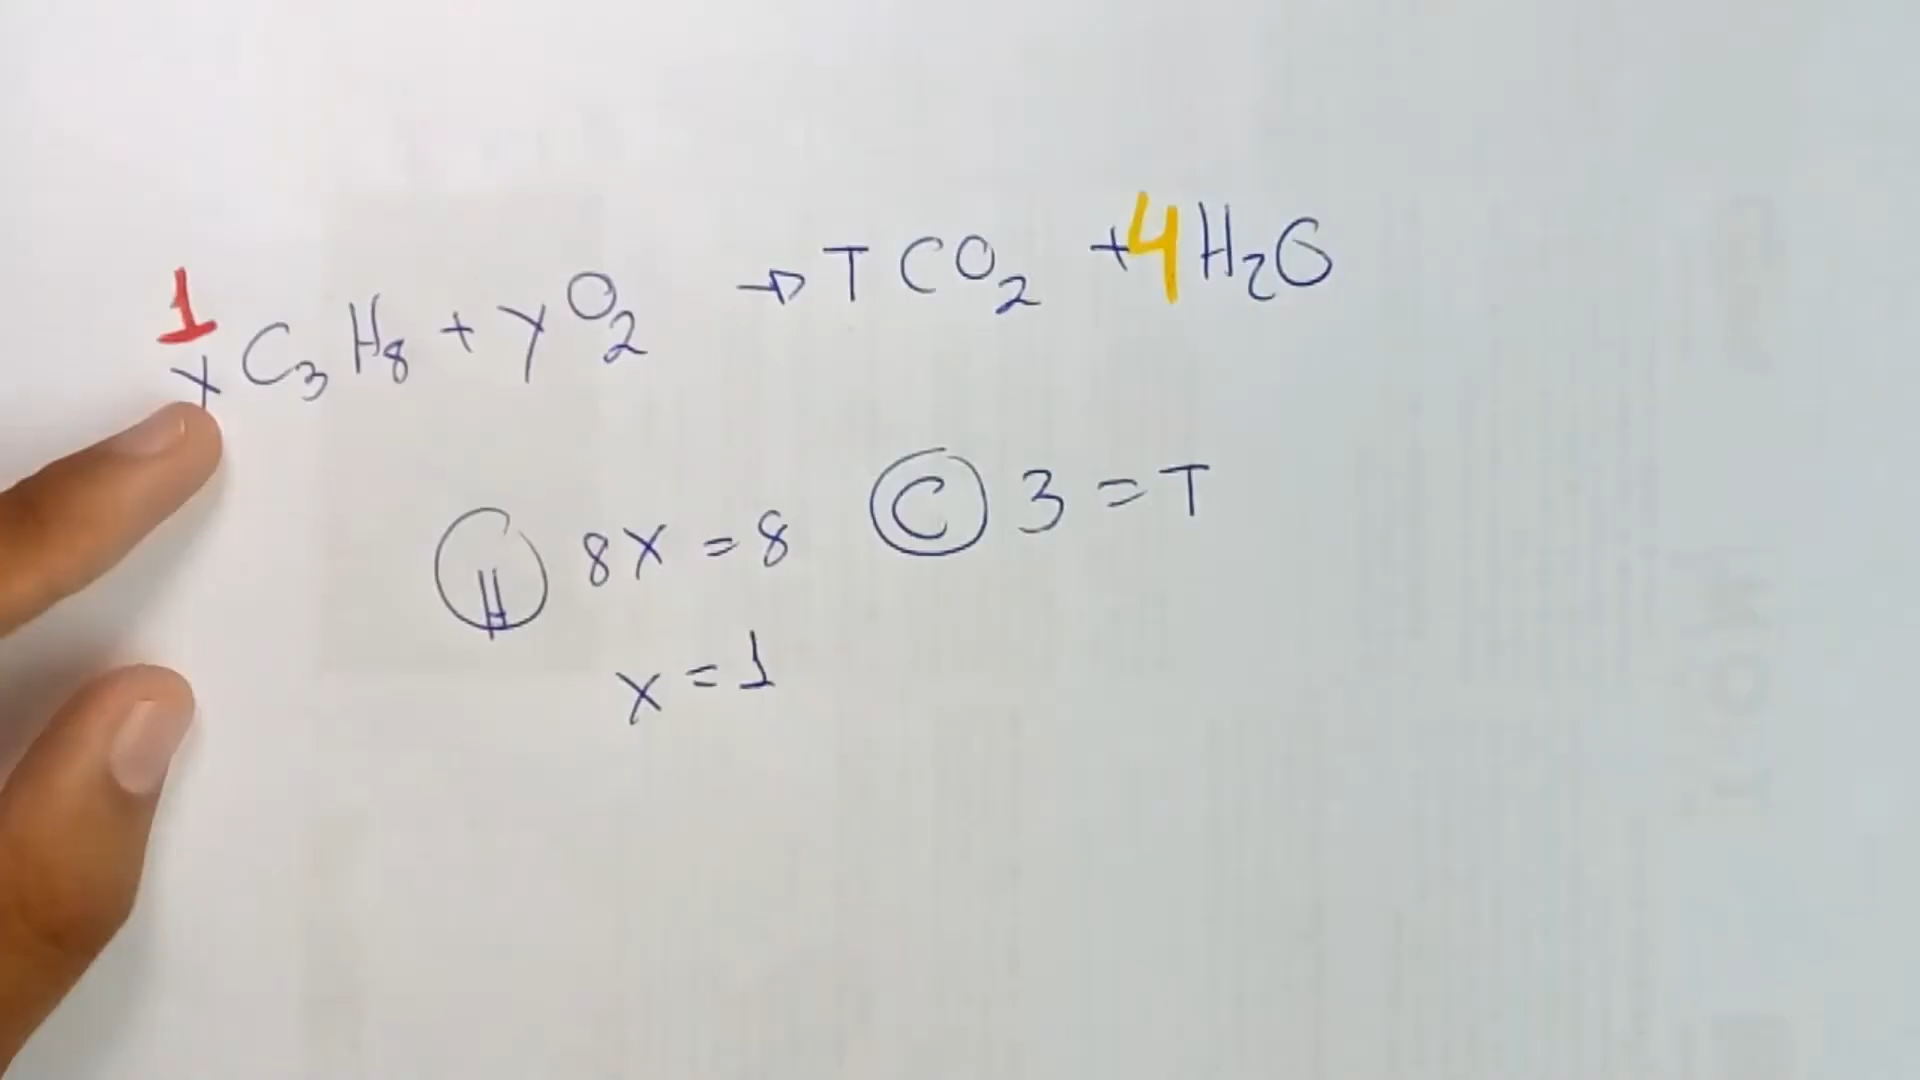 1
x C₃H₈ + y O₂ → T CO₂ + 4 H₂O
(H) 8x = 8 (C) 3 = T
x = 1